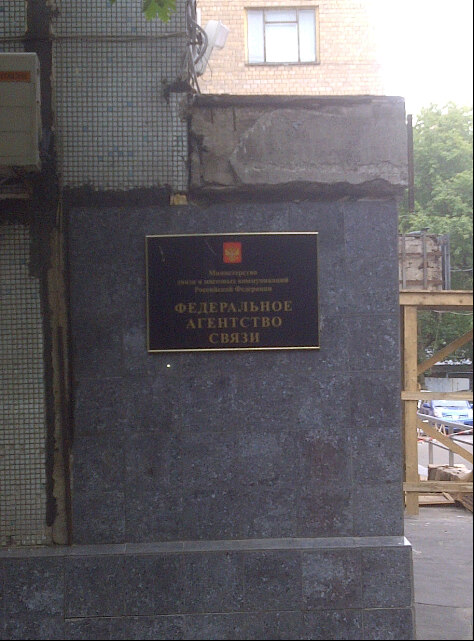 Министерство
связи и массовых коммуникаций
Российской Федерации
ФЕДЕРАЛЬНОЕ
АГЕНТСТВО
СВЯЗИ